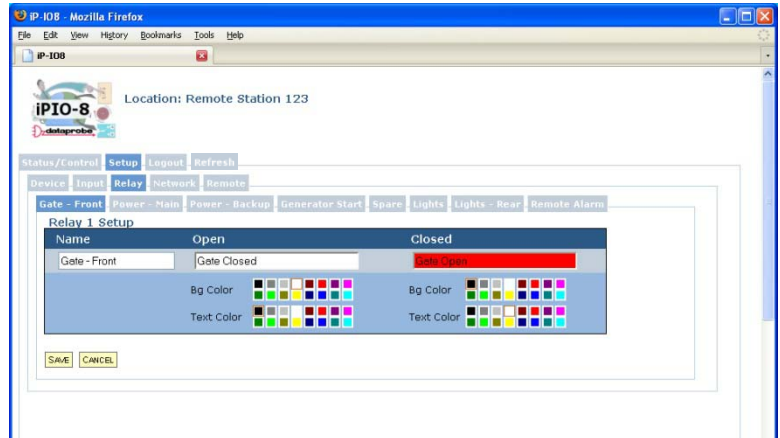 iP-IO8 - Mozilla Firefox
File Edit View History Bookmarks Tools Help
iP-IO8
iPIO-8
dataprobe
Location: Remote Station 123
Status/Control Setup Logout Refresh
Device Input Relay Network Remote
Gate - Front Power - Main Power - Backup Generator Start Spare Lights Lights - Rear Remote Alarm
Relay 1 Setup
Name Open Closed
Gate - Front Gate Closed Gate Open
Bg Color Bg Color
Text Color Text Color
SAVE CANCEL